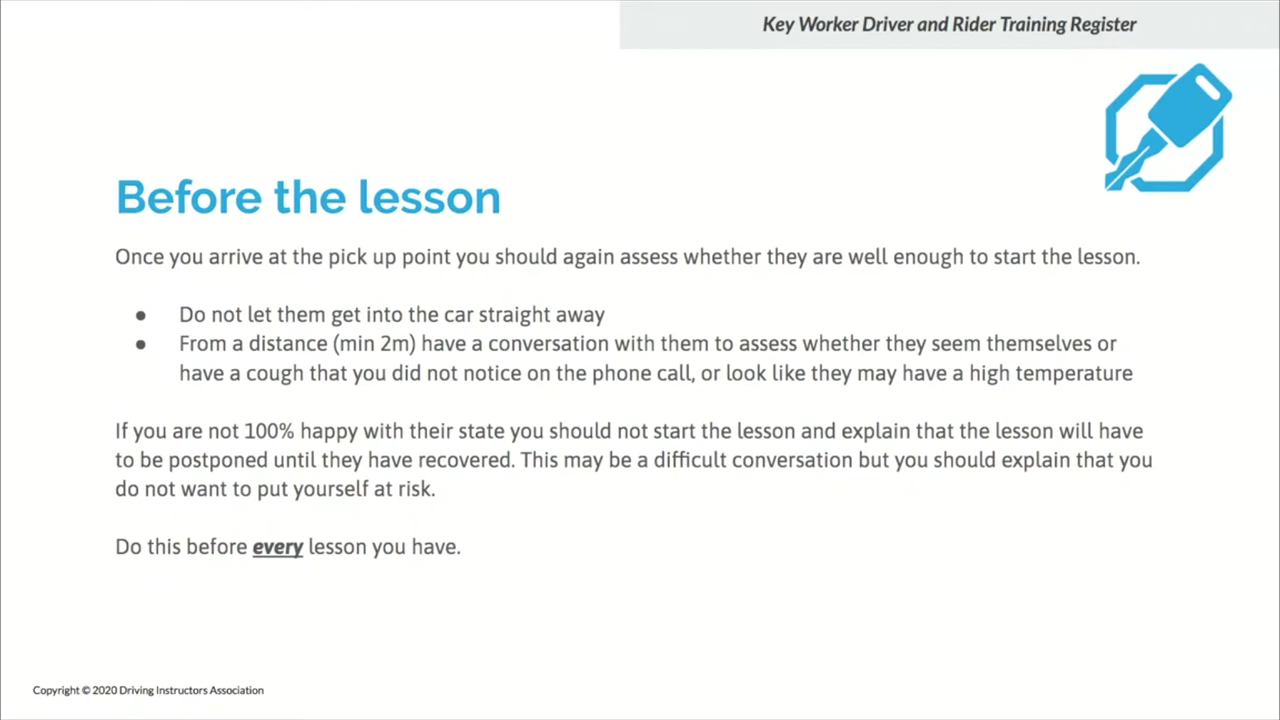 Key Worker Driver and Rider Training Register
Before the lesson
Once you arrive at the pick up point you should again assess whether they are well enough to start the lesson.
● Do not let them get into the car straight away
● From a distance (min 2m) have a conversation with them to assess whether they seem themselves or
have a cough that you did not notice on the phone call, or look like they may have a high temperature
If you are not 100% happy with their state you should not start the lesson and explain that the lesson will have
to be postponed until they have recovered. This may be a difficult conversation but you should explain that you
do not want to put yourself at risk.
Do this before every lesson you have.
Copyright © 2020 Driving Instructors Association